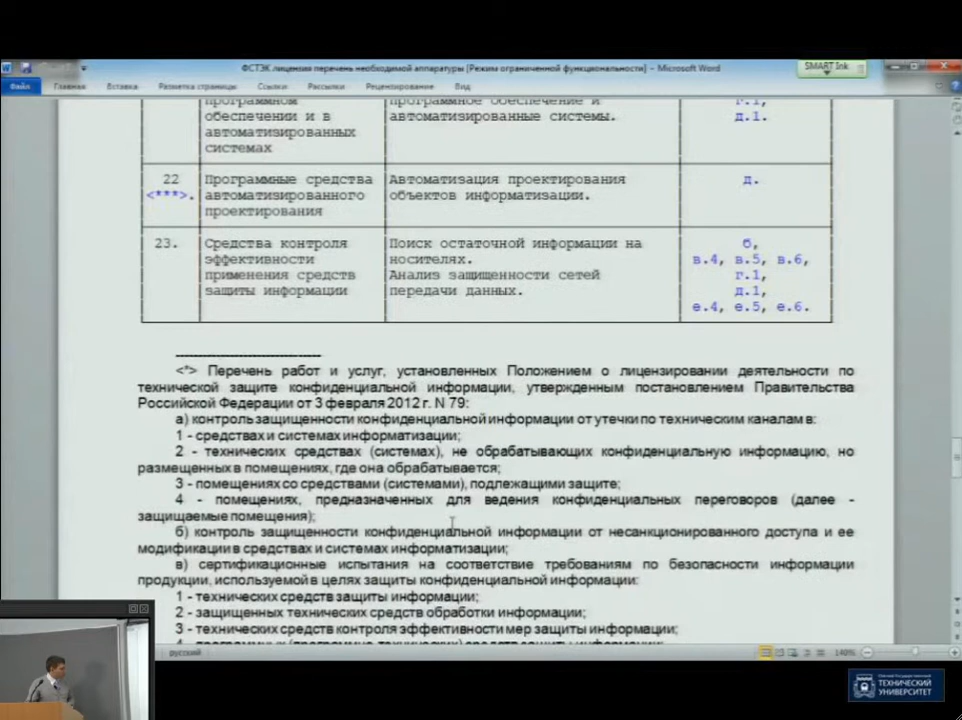 ФСТЭК лицензия перечень необходимой аппаратуры [Режим ограниченной функциональности] - Microsoft Word
SMART Ink
Файл Главная Вставка Разметка страницы Ссылки Рассылки Рецензирование Вид
программном программное обеспечение и г.1,
обеспечении и в автоматизированные системы. д.1.
автоматизированных
системах
22 Программные средства Автоматизация проектирования д.
<***>. автоматизированного объектов информатизации.
проектирования
23. Средства контроля Поиск остаточной информации на б,
эффективности носителях. в.4, в.5, в.6,
применения средств Анализ защищенности сетей г.1,
защиты информации передачи данных. д.1,
е.4, е.5, е.6.
<*> Перечень работ и услуг, установленных Положением о лицензировании деятельности по
технической защите конфиденциальной информации, утвержденным постановлением Правительства
Российской Федерации от 3 февраля 2012 г. N 79:
а) контроль защищенности конфиденциальной информации от утечки по техническим каналам в:
1 - средствах и системах информатизации;
2 - технических средствах (системах), не обрабатывающих конфиденциальную информацию, но
размещенных в помещениях, где она обрабатывается;
3 - помещениях со средствами (системами), подлежащими защите;
4 - помещениях, предназначенных для ведения конфиденциальных переговоров (далее -
защищаемые помещения);
б) контроль защищенности конфиденциальной информации от несанкционированного доступа и ее
модификации в средствах и системах информатизации;
в) сертификационные испытания на соответствие требованиям по безопасности информации
продукции, используемой в целях защиты конфиденциальной информации:
1 - технических средств защиты информации;
2 - защищенных технических средств обработки информации;
3 - технических средств контроля эффективности мер защиты информации;
русский 140%
ТЕХНИЧЕСКИЙ
УНИВЕРСИТЕТ